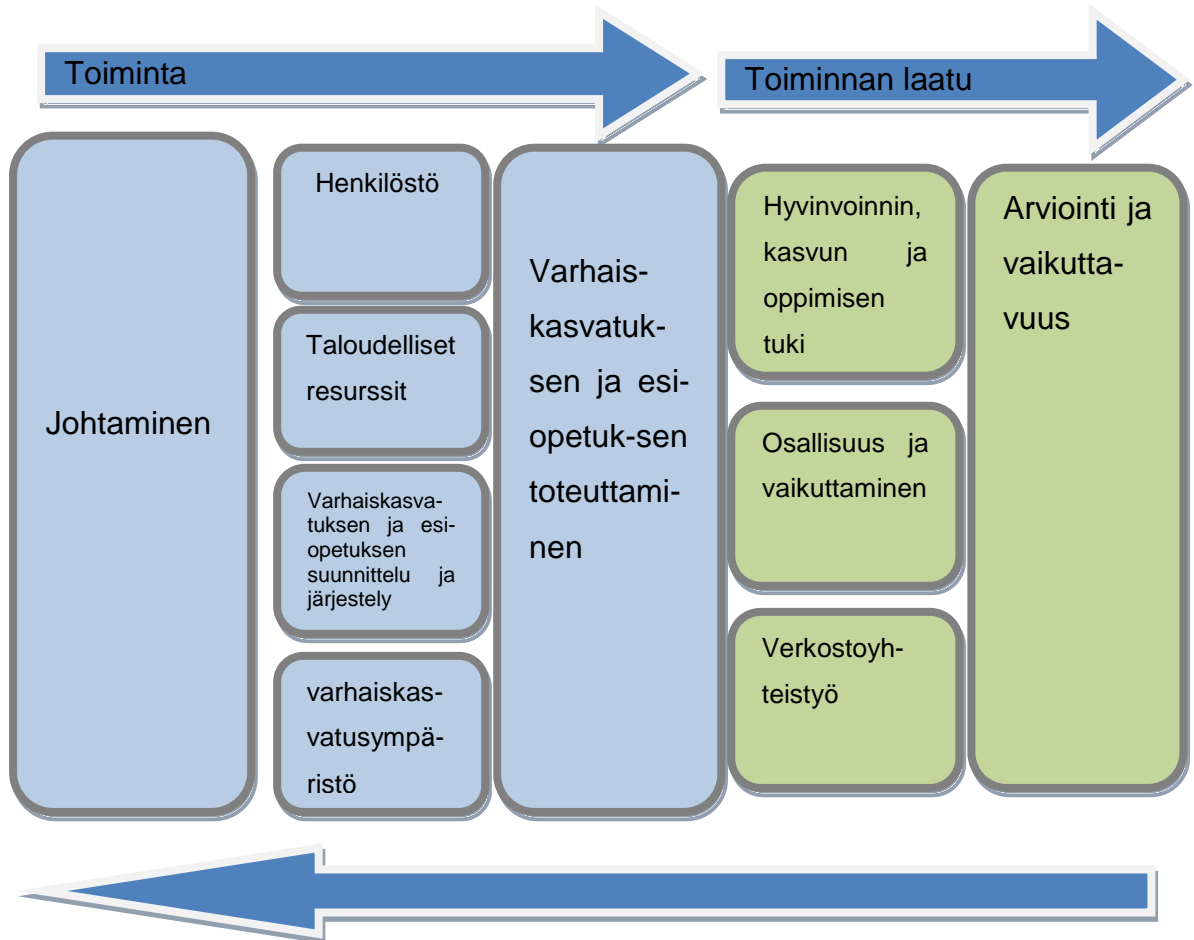 Toiminta
Toiminnan laatu
Johtaminen
Henkilöstö
Taloudelliset
resurssit
Varhaiskasva-
tuksen ja esi-
opetuksen
suunnittelu ja
järjestely
varhaiskas-
vatusympä-
ristö
Varhais-
kasvatuk-
sen ja esi-
opetuk-sen
toteuttami-
nen
Hyvinvoinnin,
kasvun ja
oppimisen
tuki
Osallisuus ja
vaikuttaminen
Verkostoyh-
teistyö
Arviointi ja
vaikutta-
vuus